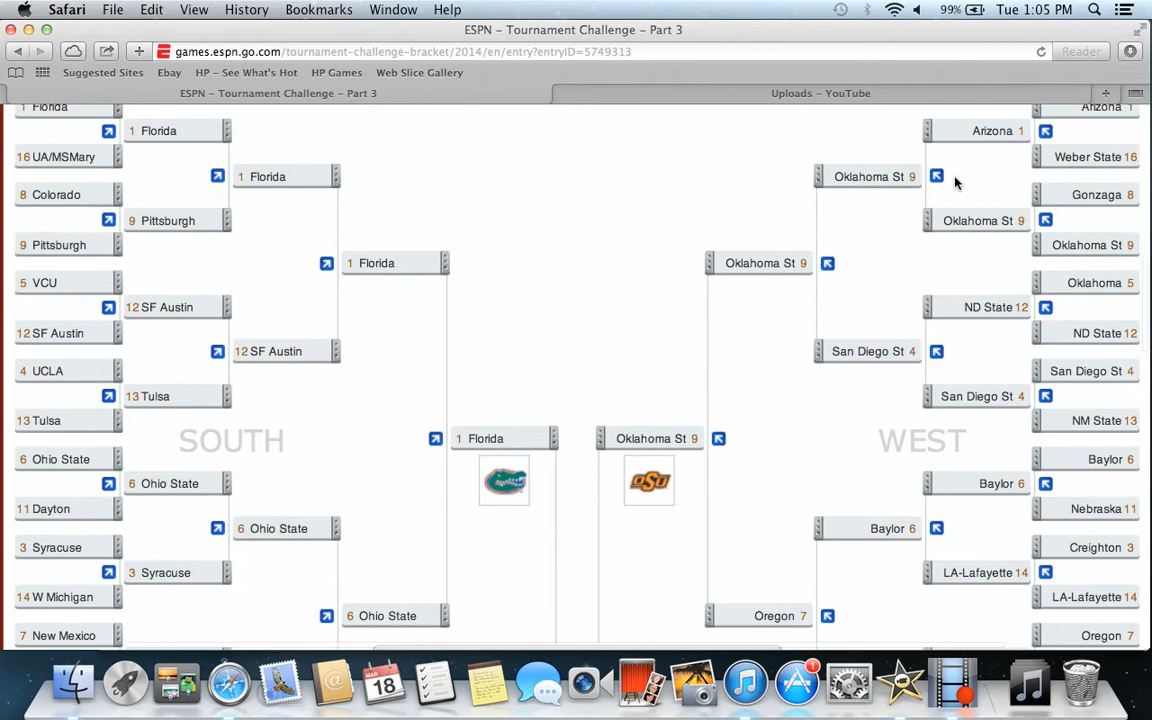 Safari File Edit View History Bookmarks Window Help 99% Tue 1:05 PM
ESPN - Tournament Challenge - Part 3
games.espn.go.com/tournament-challenge-bracket/2014/en/entry?entryID=5749313 Reader
Suggested Sites Ebay HP - See What's Hot HP Games Web Slice Gallery
ESPN - Tournament Challenge - Part 3 Uploads - YouTube
1 Florida Arizona 1
1 Florida Arizona 1
16 UA/MSMary Weber State 16
1 Florida Oklahoma St 9
8 Colorado Gonzaga 8
9 Pittsburgh Oklahoma St 9
9 Pittsburgh Oklahoma St 9
1 Florida Oklahoma St 9
5 VCU Oklahoma 5
12 SF Austin ND State 12
12 SF Austin ND State 12
12 SF Austin San Diego St 4
4 UCLA San Diego St 4
13 Tulsa San Diego St 4
13 Tulsa NM State 13
SOUTH 1 Florida Oklahoma St 9 WEST
6 Ohio State Baylor 6
OSU
6 Ohio State Baylor 6
11 Dayton Nebraska 11
6 Ohio State Baylor 6
3 Syracuse Creighton 3
3 Syracuse LA-Lafayette 14
14 W Michigan LA-Lafayette 14
6 Ohio State Oregon 7
7 New Mexico Oregon 7
MAR
18
1